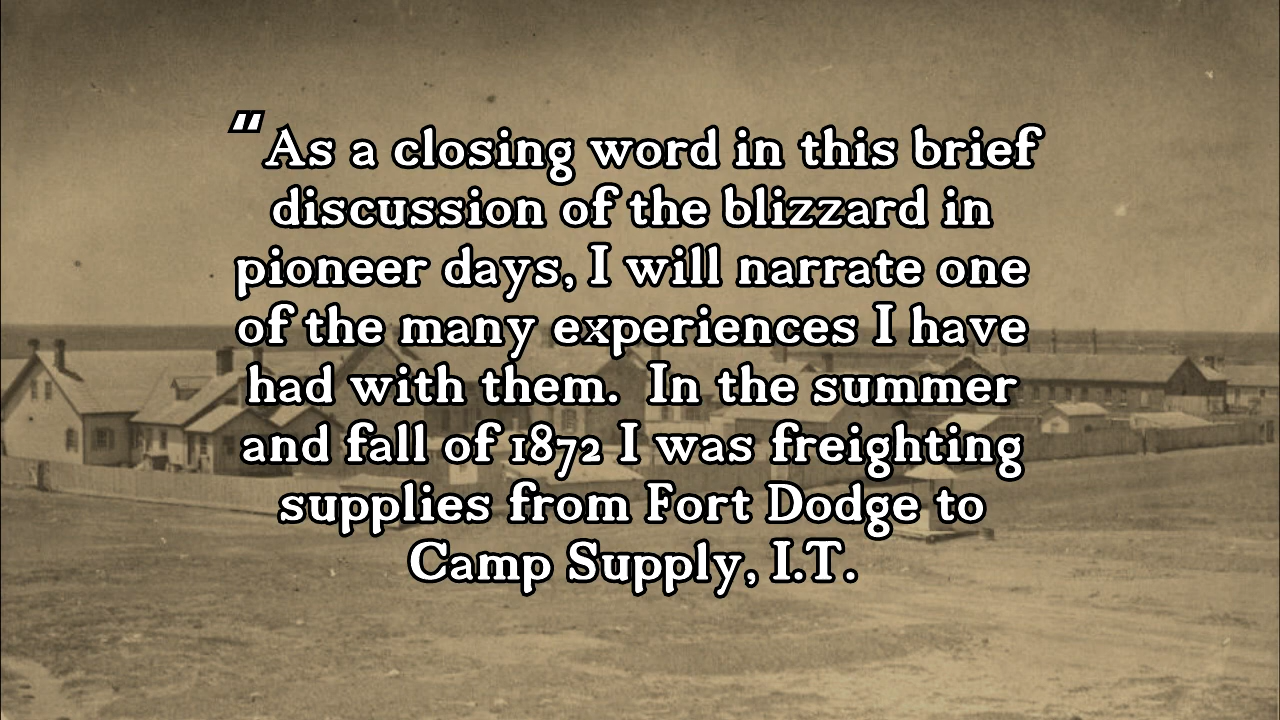 “As a closing word in this brief
discussion of the blizzard in
pioneer days, I will narrate one
of the many experiences I have
had with them.  In the summer
and fall of 1872 I was freighting
supplies from Fort Dodge to
Camp Supply, I.T.